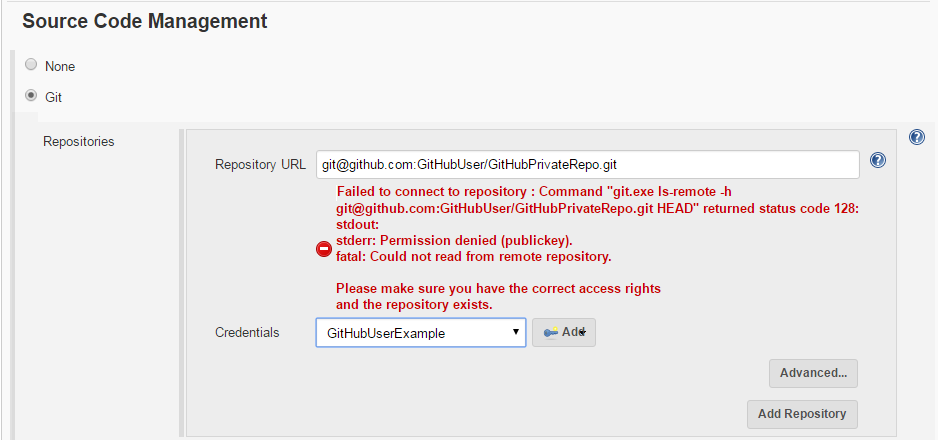 Source Code Management
None
Git
Repositories
Repository URL
git@github.com:GitHubUser/GitHubPrivateRepo.git
Failed to connect to repository : Command "git.exe ls-remote -h
git@github.com:GitHubUser/GitHubPrivateRepo.git HEAD" returned status code 128:
stdout:
stderr: Permission denied (publickey).
fatal: Could not read from remote repository.
Please make sure you have the correct access rights
and the repository exists.
Credentials
GitHubUserExample
Add
Advanced...
Add Repository